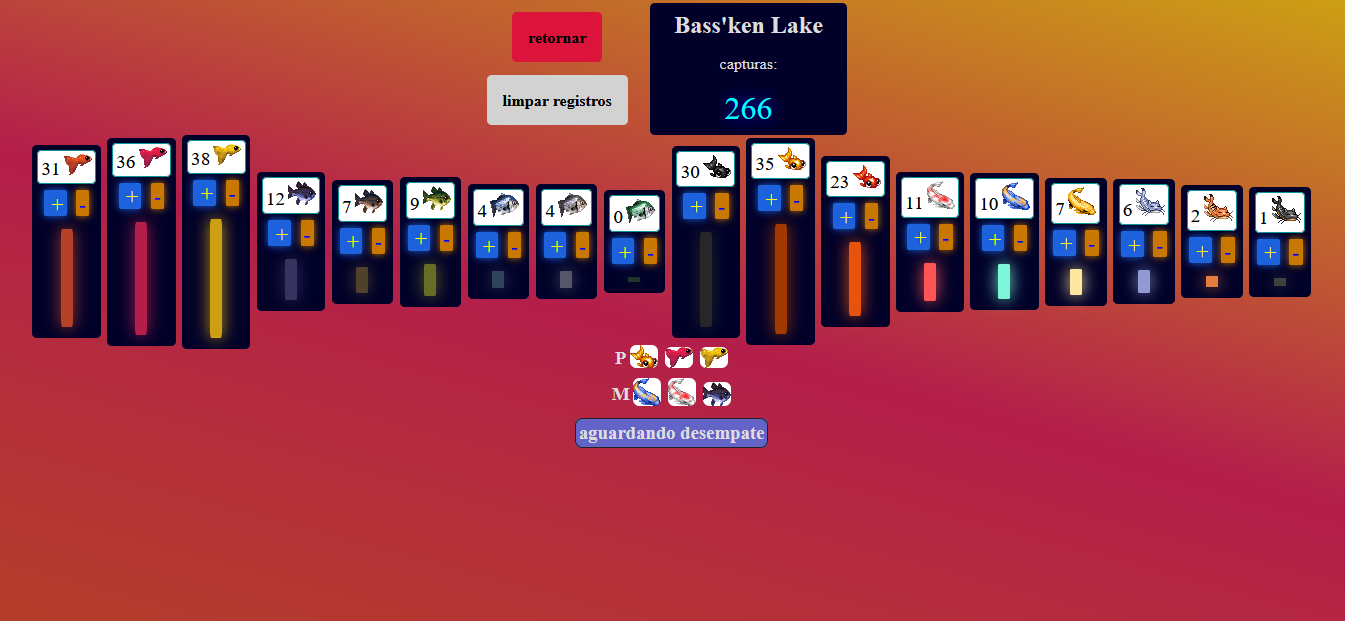 retornar
limpar registros
Bass'ken Lake
capturas:
266
31 36 38 12 7 9 4 4 0 30 35 23 11 10 7 6 2 1
+ - + - + - + - + - + - + - + - + - + - + - + - + - + - + - + - + - + -
P
M
aguardando desempate